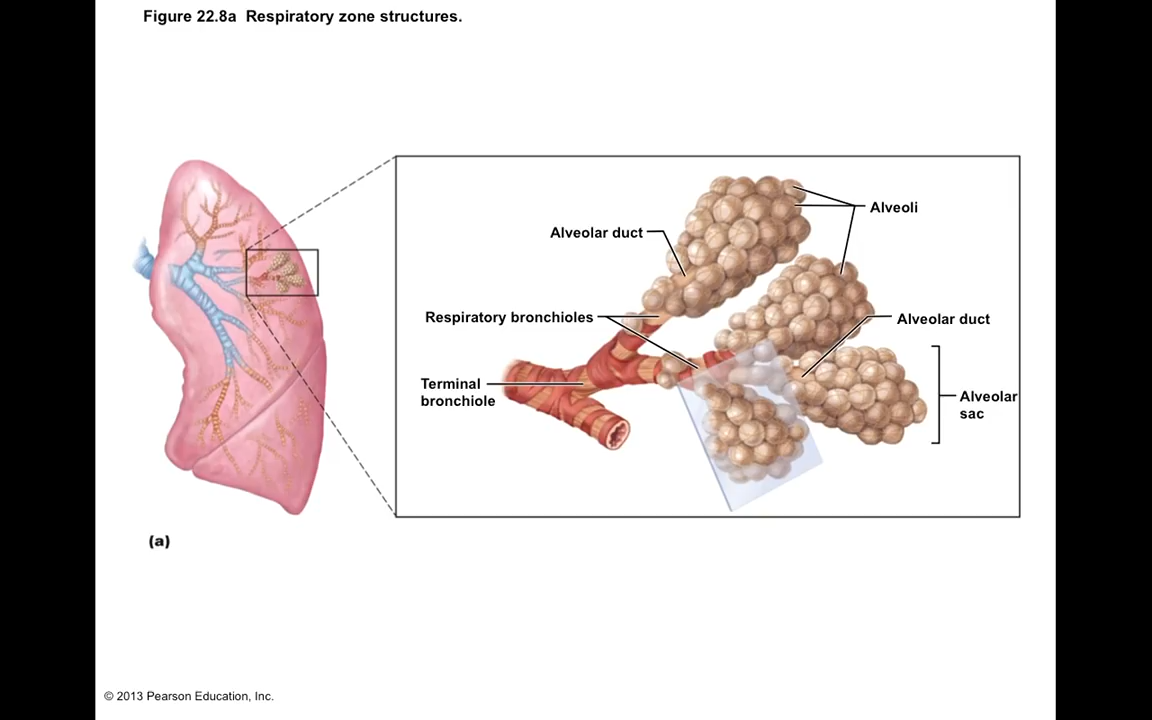 Figure 22.8a  Respiratory zone structures.
Alveoli
Alveolar duct
Respiratory bronchioles
Alveolar duct
Terminal
bronchiole
Alveolar
sac
(a)
© 2013 Pearson Education, Inc.